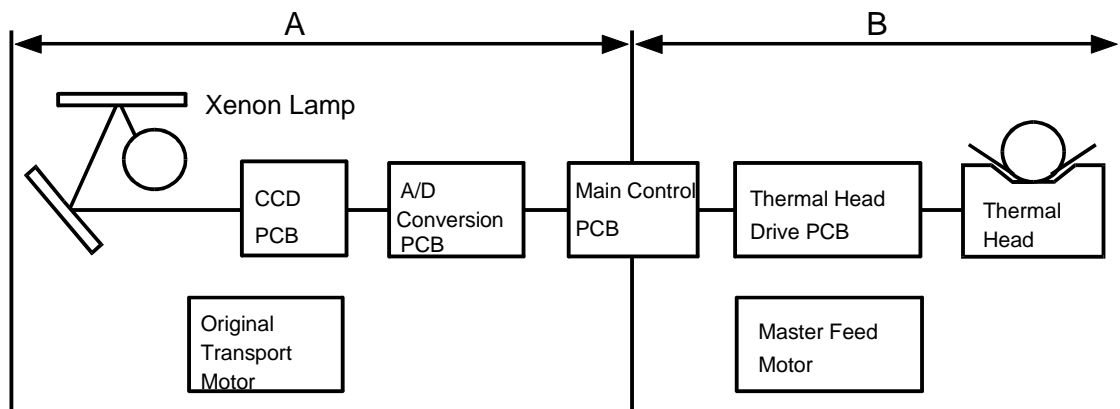 A
B
Xenon Lamp
CCD
PCB
A/D
Conversion
PCB
Main Control
PCB
Thermal Head
Drive PCB
Thermal
Head
Original
Transport
Motor
Master Feed
Motor